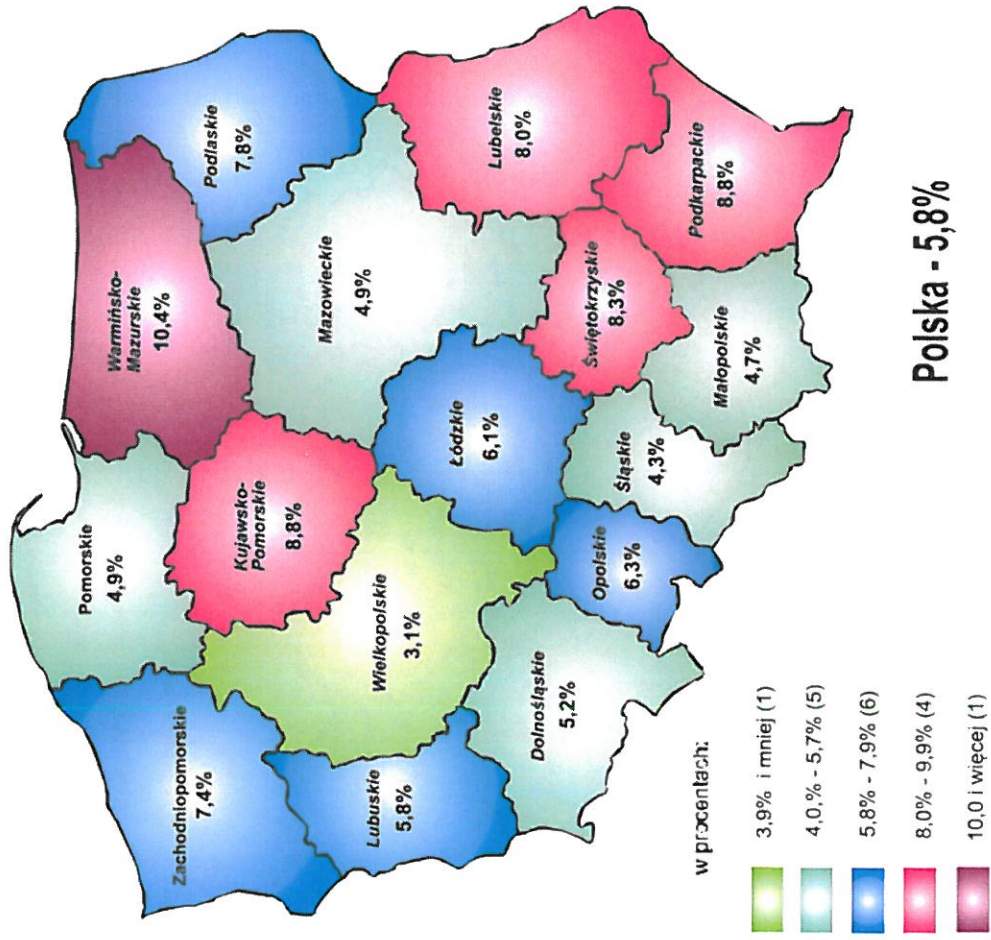 Pomorskie
4,9%
Warmińsko-
Mazurskie
10,4%
Podlaskie
7,8%
Zachodniopomorskie
7,4%
Kujawsko-
Pomorskie
8,8%
Mazowieckie
4,9%
Wielkopolskie
3,1%
Lubuskie
5,8%
Łódzkie
6,1%
Lubelskie
8,0%
Dolnośląskie
5,2%
Opolskie
6,3%
Śląskie
4,3%
Świętokrzyskie
8,3%
Małopolskie
4,7%
Podkarpackie
8,8%
w procentach:
3,9% i mniej (1)
4,0,% - 5,7% (5)
5,8% - 7,9% (6)
8,0% - 9,9% (4)
10,0 i więcej (1)
Polska - 5,8%